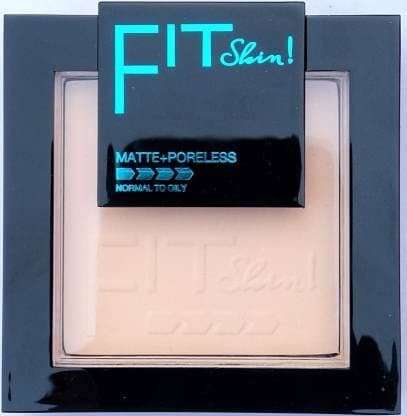 FIT Skin!
MATTE+PORELESS
NORMAL TO OILY
FIT Skin!